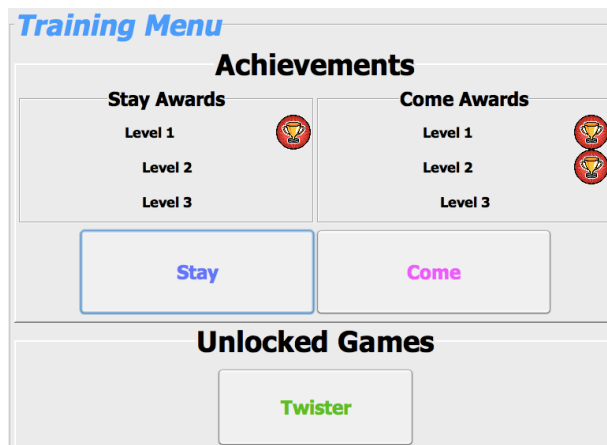 Training Menu
Achievements
Stay Awards
Come Awards
Level 1
Level 1
Level 2
Level 2
Level 3
Level 3
Stay
Come
Unlocked Games
Twister